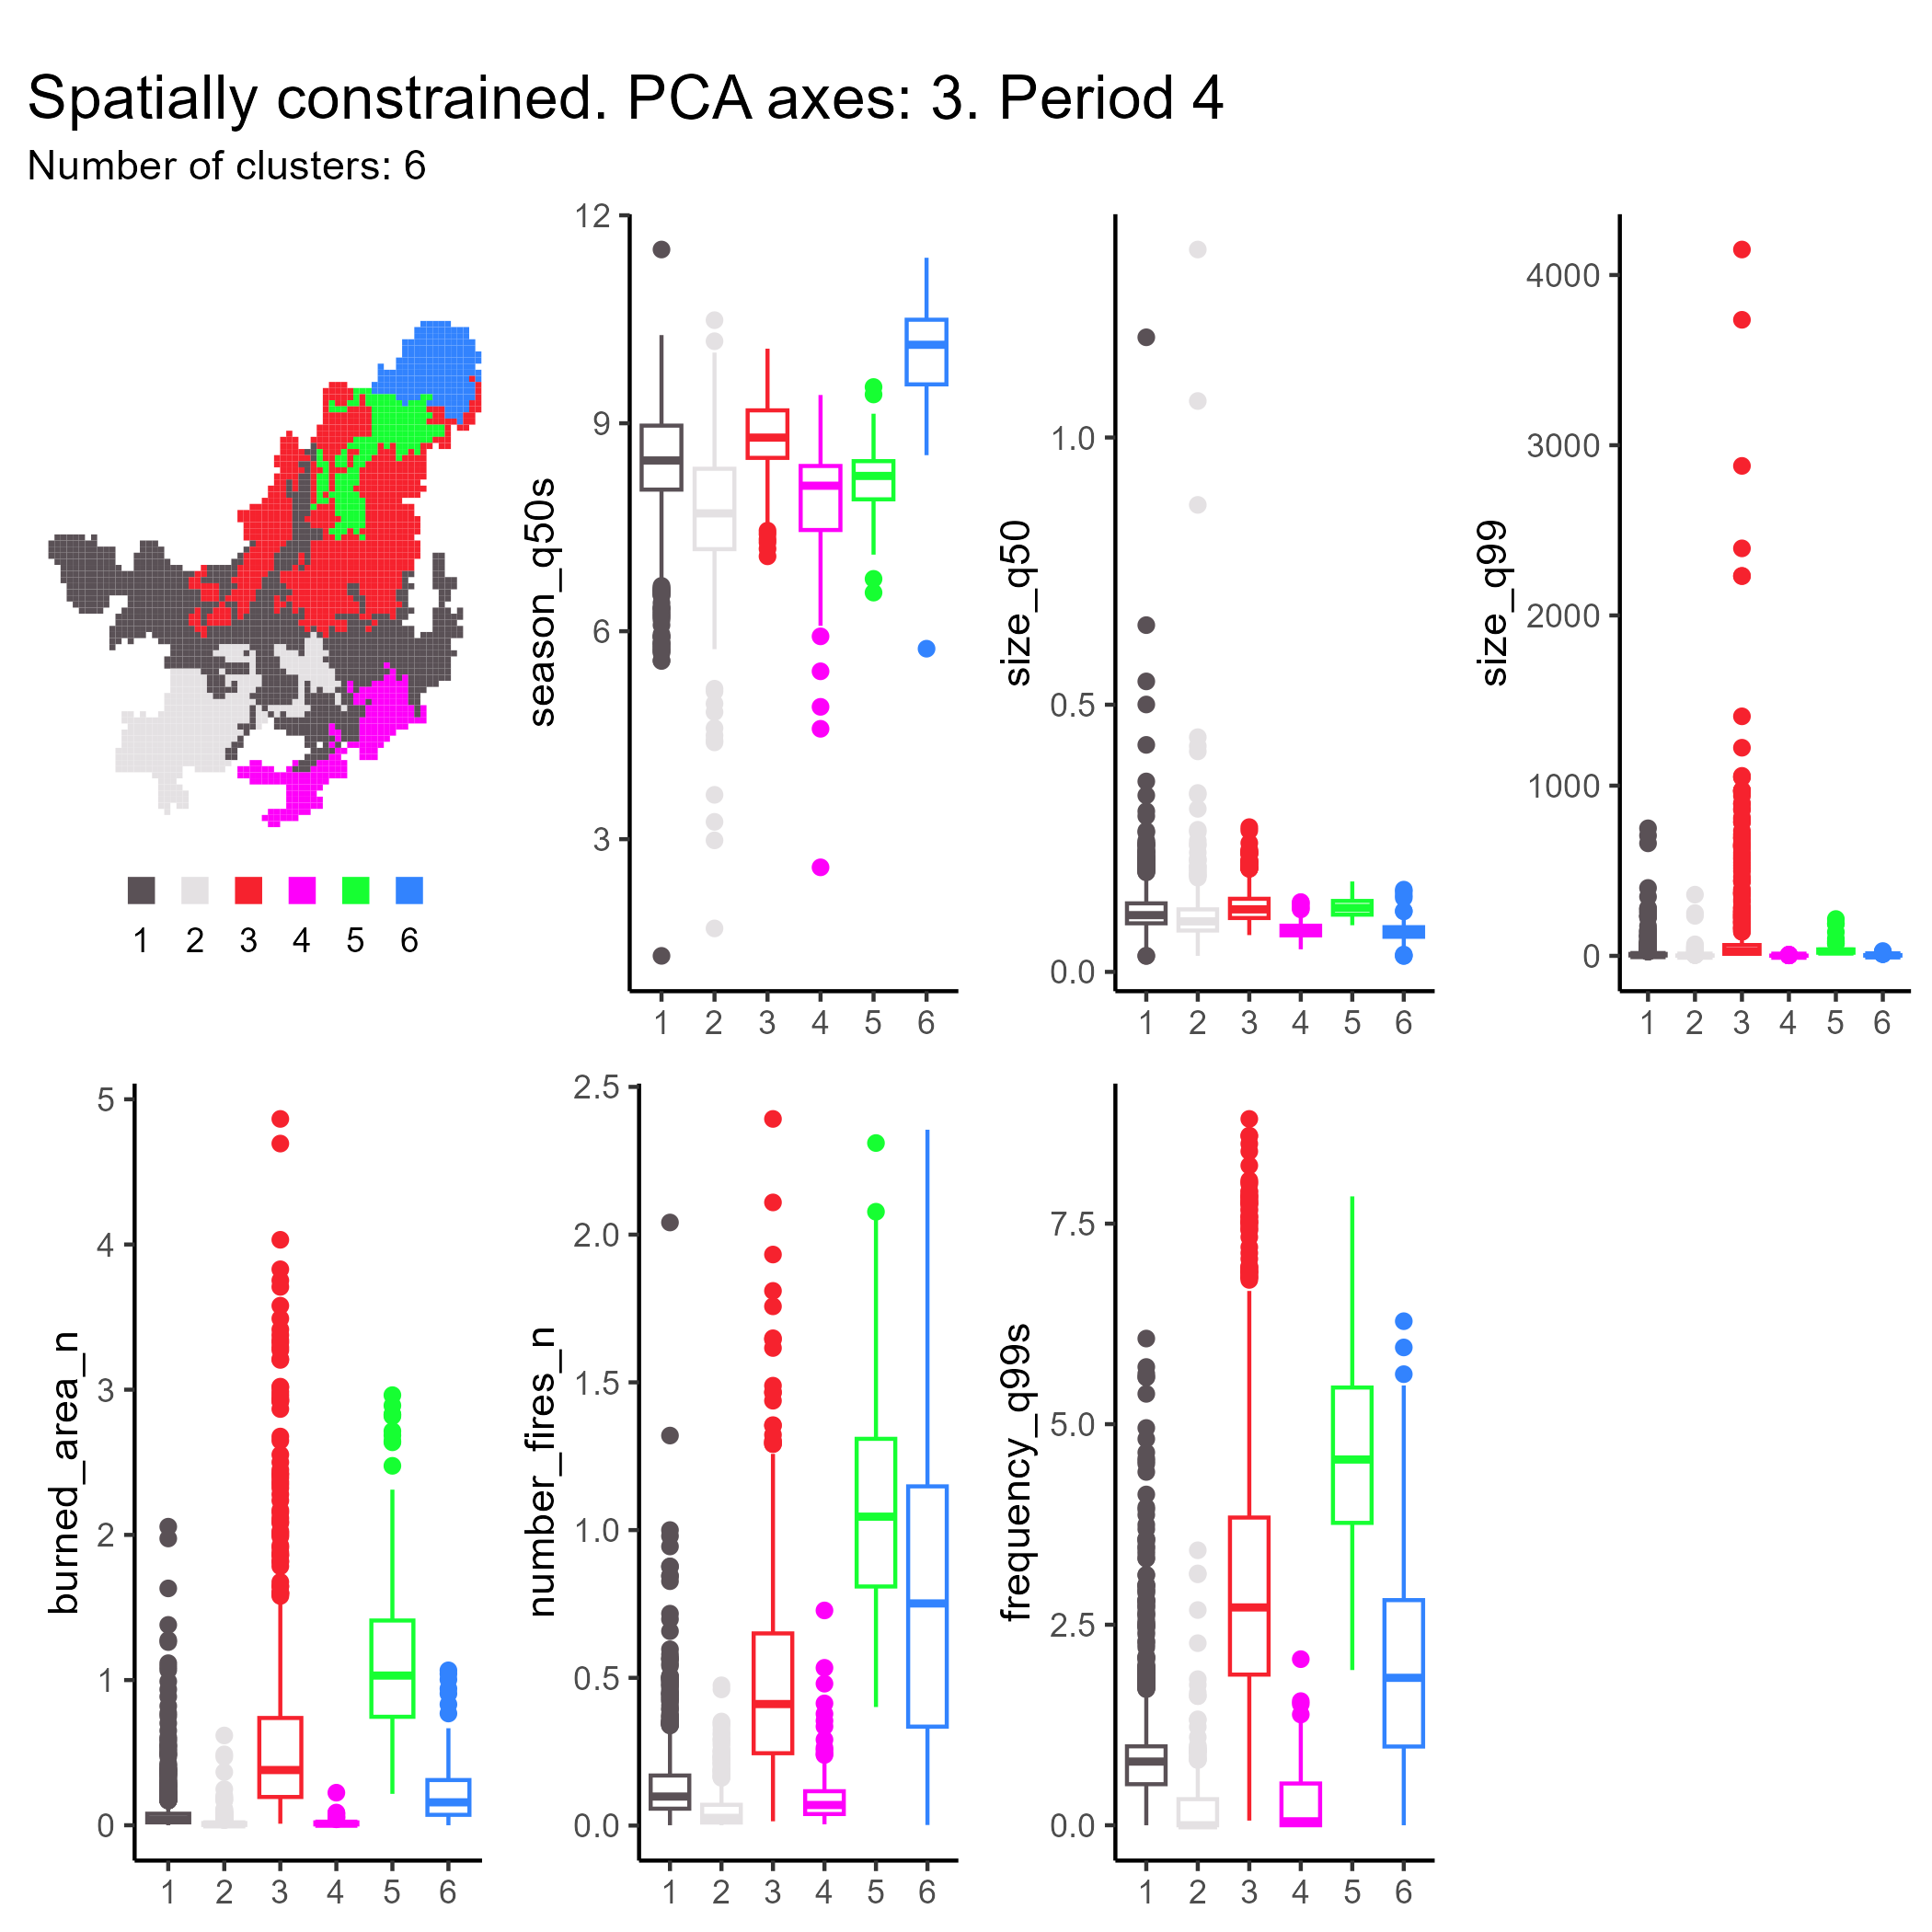 Spatially constrained. PCA axes: 3. Period 4
Number of clusters: 6
1 2 3 4 5 6
season_q50s
12
9
6
3
1 2 3 4 5 6
size_q50
1.0
0.5
0.0
1 2 3 4 5 6
size_q99
4000
3000
2000
1000
0
1 2 3 4 5 6
burned_area_n
5
4
3
2
1
0
1 2 3 4 5 6
number_fires_n
2.5
2.0
1.5
1.0
0.5
0.0
1 2 3 4 5 6
frequency_q99s
7.5
5.0
2.5
0.0
1 2 3 4 5 6